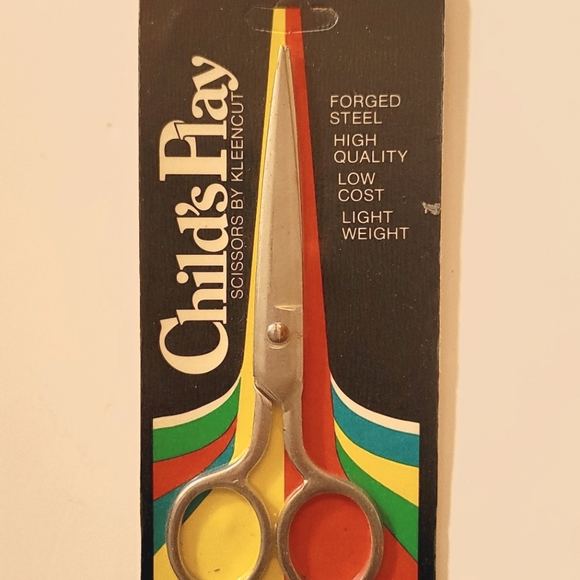 Child's Play
SCISSORS BY KLEENCUT
FORGED
STEEL
HIGH
QUALITY
LOW
COST
LIGHT
WEIGHT